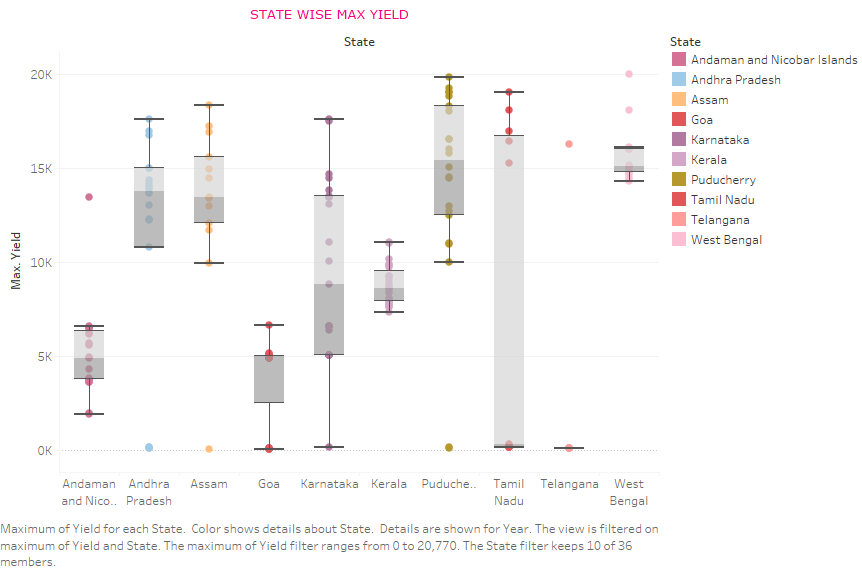 STATE WISE MAX YIELD
State
State
Andaman and Nicobar Islands
Andhra Pradesh
Assam
Goa
Karnataka
Kerala
Puducherry
Tamil Nadu
Telangana
West Bengal
Max. Yield
20K
15K
10K
5K
0K
Andaman and Nico..
Andhra Pradesh
Assam
Goa
Karnataka
Kerala
Puduche..
Tamil Nadu
Telangana
West Bengal
Maximum of Yield for each State. Color shows details about State. Details are shown for Year. The view is filtered on
maximum of Yield and State. The maximum of Yield filter ranges from 0 to 20,770. The State filter keeps 10 of 36
members.